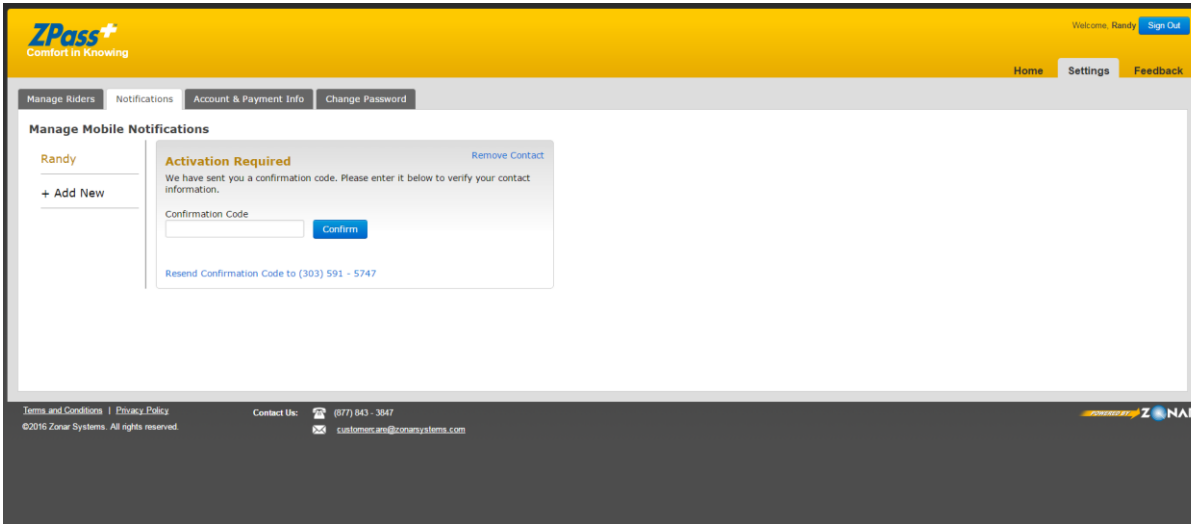 ZPass+
Comfort in Knowing
Welcome, Randy Sign Out
Home Settings Feedback
Manage Riders Notifications Account & Payment Info Change Password
Manage Mobile Notifications
Randy
+ Add New
Activation Required Remove Contact
We have sent you a confirmation code. Please enter it below to verify your contact
information.
Confirmation Code
Confirm
Resend Confirmation Code to (303) 591 - 5747
Terms and Conditions | Privacy Policy Contact Us: (877) 843 - 3847
©2016 Zonar Systems. All rights reserved. customercare@zonarsystems.com
POWERED BY ZONAR